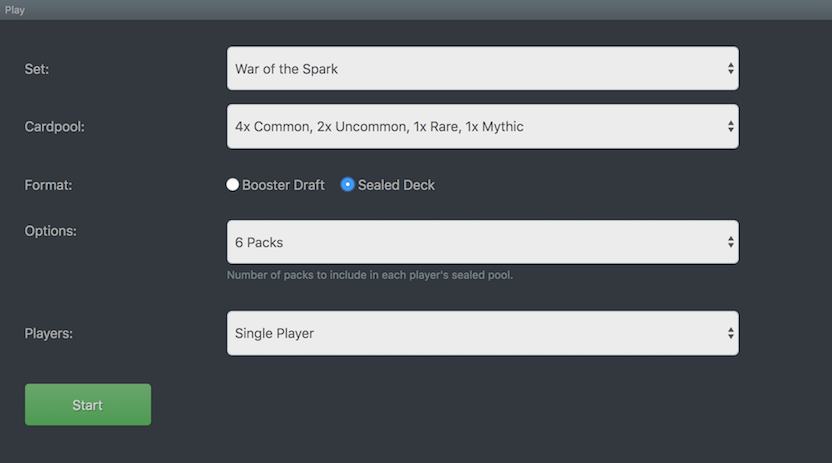 Play
Set:
War of the Spark
Cardpool:
4x Common, 2x Uncommon, 1x Rare, 1x Mythic
Format:
Booster Draft
Sealed Deck
Options:
6 Packs
Number of packs to include in each player's sealed pool.
Players:
Single Player
Start